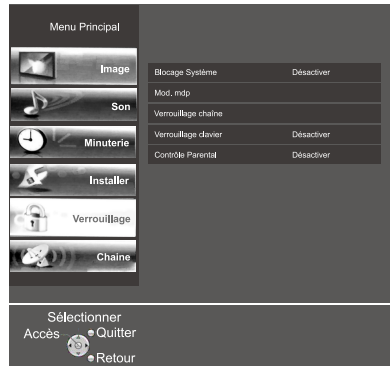 Menu Principal
Image
Son
Minuterie
Installer
Verrouillage
Chaine
Blocage Système Désactiver
Mod. mdp
Verrouillage chaîne
Verrouillage clavier Désactiver
Contrôle Parental Désactiver
Sélectionner
Accès Quitter
Retour